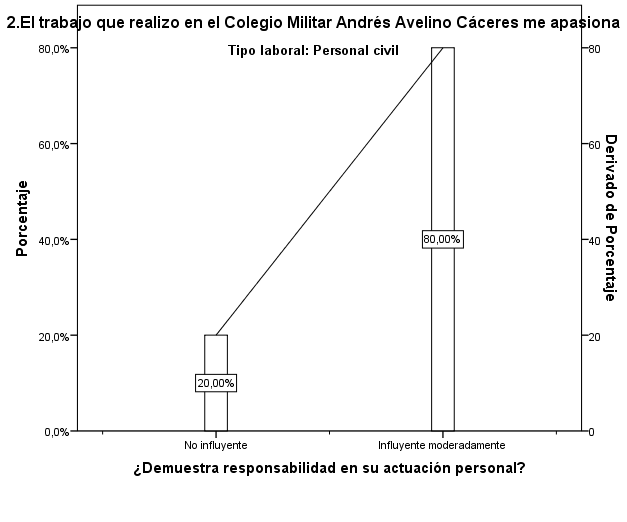 2.El trabajo que realizo en el Colegio Militar Andrés Avelino Cáceres me apasiona
Tipo laboral: Personal civil
80,0%
60,0%
40,0%
20,0%
0,0%
Porcentaje
80
60
40
20
0
Derivado de Porcentaje
20,00%
80,00%
No influyente
Influyente moderadamente
¿Demuestra responsabilidad en su actuación personal?